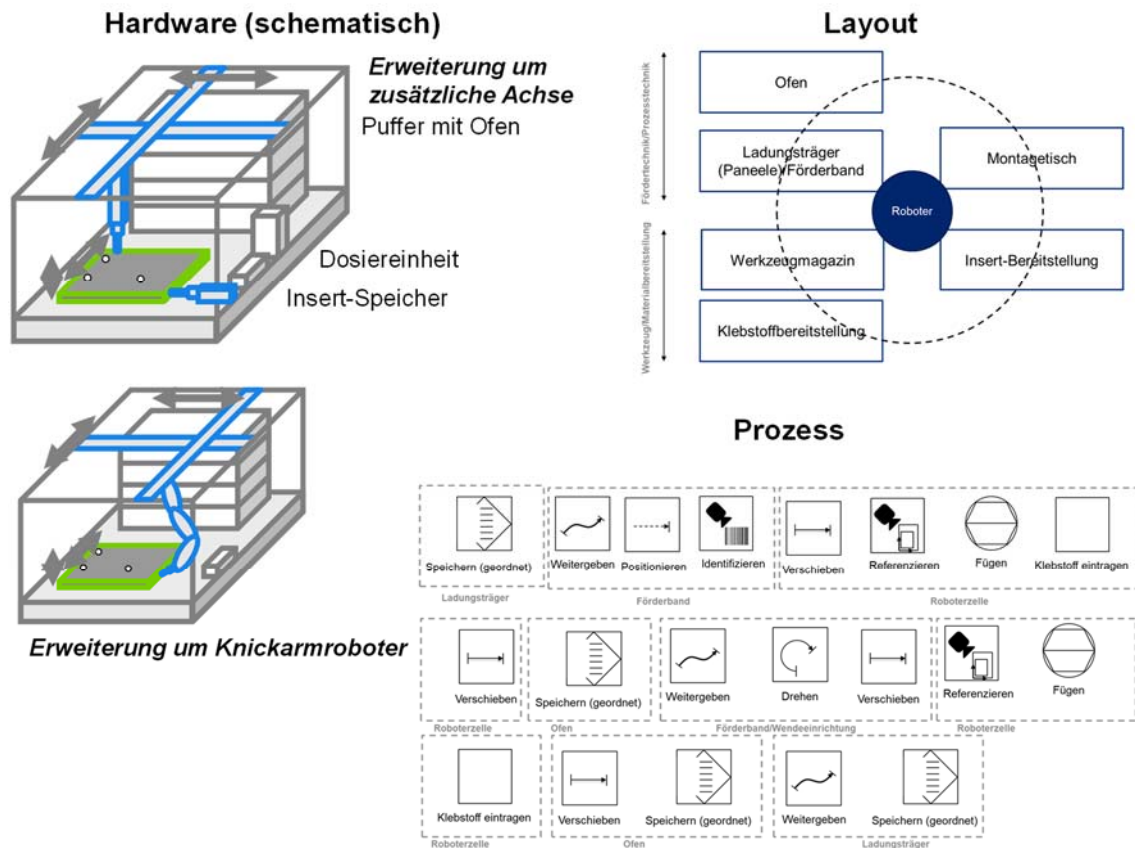 Hardware (schematisch)
Erweiterung um
zusätzliche Achse
Puffer mit Ofen
Dosiereinheit
Insert-Speicher
Erweiterung um Knickarmroboter
Layout
Fördertechnik/Prozesstechnik
Werkzeug/Materialbereitstellung
Ofen
Ladungsträger
(Paneele)/Förderband
Montagetisch
Roboter
Werkzeugmagazin
Insert-Bereitstellung
Klebstoffbereitstellung
Prozess
Speichern (geordnet)
Weitergeben
Positionieren
Identifizieren
Verschieben
Referenzieren
Fügen
Klebstoff eintragen
Ladungsträger
Förderband
Roboterzelle
Verschieben
Speichern (geordnet)
Weitergeben
Drehen
Verschieben
Referenzieren
Fügen
Roboterzelle
Ofen
Förderband/Wendeeinrichtung
Roboterzelle
Klebstoff eintragen
Verschieben
Speichern (geordnet)
Weitergeben
Speichern (geordnet)
Roboterzelle
Ofen
Ladungsträger